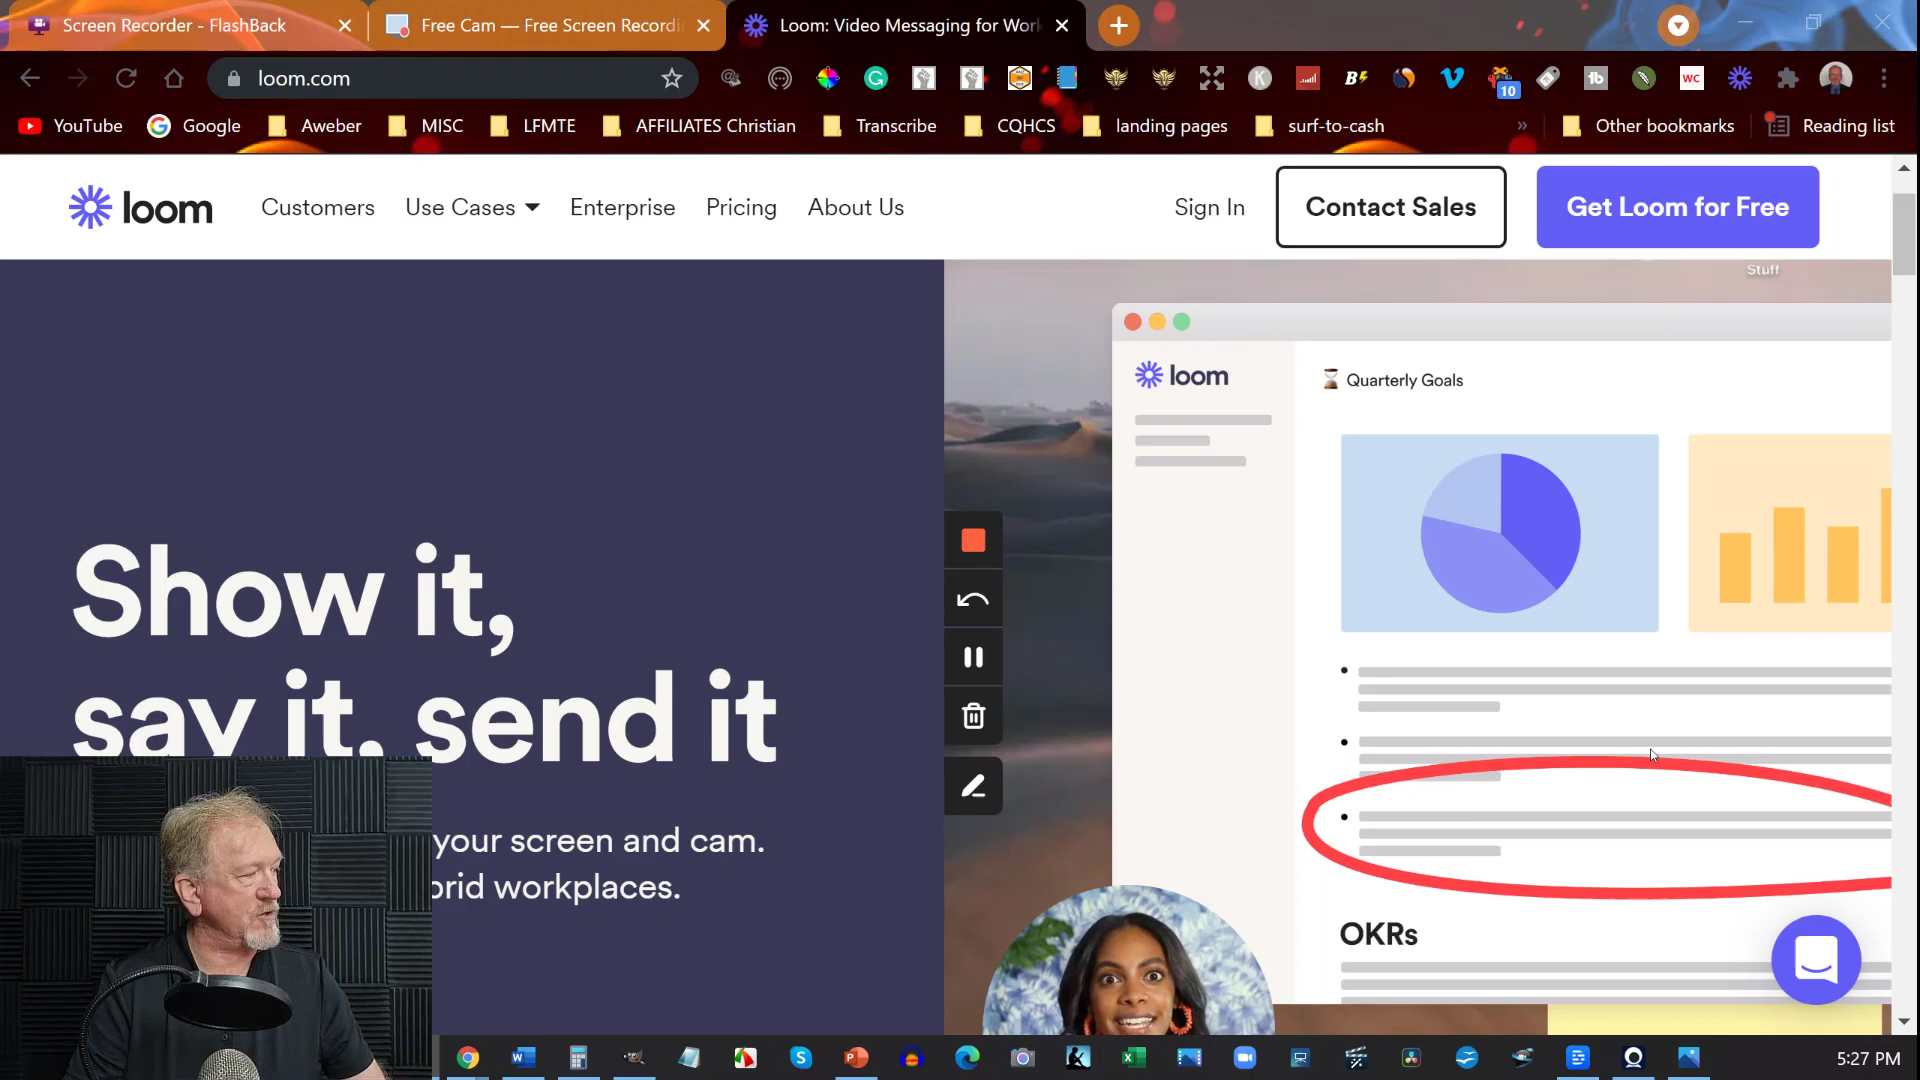 Screen Recorder - FlashBack
Free Cam — Free Screen Recordi
Loom: Video Messaging for Work
loom.com
10
WC
YouTube
Google
Aweber
MISC
LFMTE
AFFILIATES Christian
Transcribe
CQHCS
landing pages
surf-to-cash
»
Other bookmarks
Reading list
loom
Customers
Use Cases
Enterprise
Pricing
About Us
Sign In
Contact Sales
Get Loom for Free
Stuff
loom
Quarterly Goals
Show it,
say it, send it
your screen and cam.
brid workplaces.
OKRs
5:27 PM